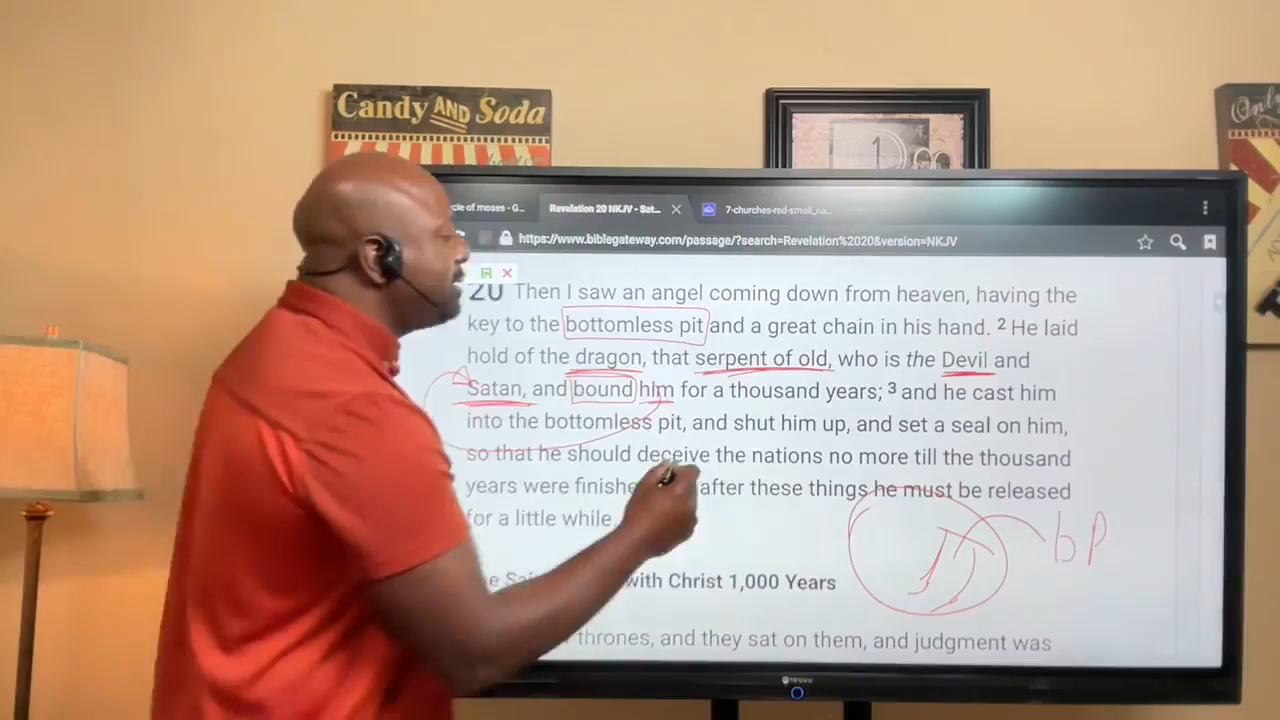 Candy AND Soda
1
Only
cle of moses - G...
Revelation 20 NKJV - Sat...
7-churches-red-small_na...
https://www.biblegateway.com/passage/?search=Revelation%2020&version=NKJV
20 Then I saw an angel coming down from heaven, having the
key to the bottomless pit and a great chain in his hand. 2 He laid
hold of the dragon, that serpent of old, who is the Devil and
Satan, and bound him for a thousand years; 3 and he cast him
into the bottomless pit, and shut him up, and set a seal on him,
so that he should deceive the nations no more till the thousand
years were finishe after these things he must be released
for a little while.
bP
with Christ 1,000 Years
thrones, and they sat on them, and judgment was